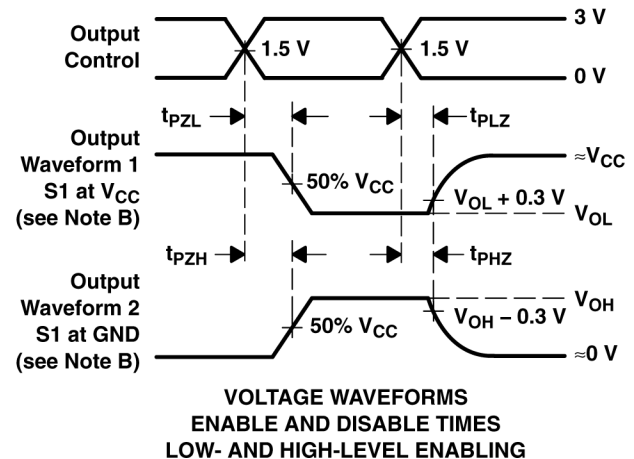 Output
Control
3 V
1.5 V
1.5 V
0 V
tPZL
tPLZ
Output
Waveform 1
S1 at VCC
(see Note B)
≈VCC
50% VCC
VOL + 0.3 V
VOL
tPZH
tPHZ
Output
Waveform 2
S1 at GND
(see Note B)
VOH
VOH – 0.3 V
50% VCC
≈0 V
VOLTAGE WAVEFORMS
ENABLE AND DISABLE TIMES
LOW- AND HIGH-LEVEL ENABLING